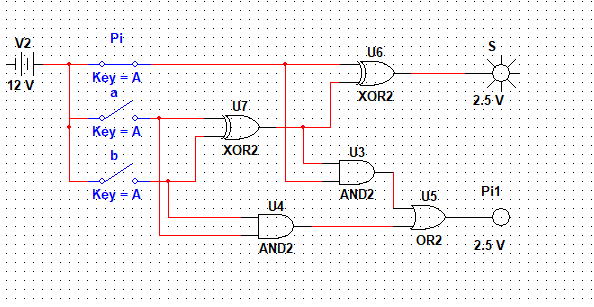 V2
12 V
Pi
Key = A
a
Key = A
b
Key = A
U7
XOR2
U6
XOR2
S
2.5 V
U3
AND2
U4
AND2
U5
OR2
Pi1
2.5 V